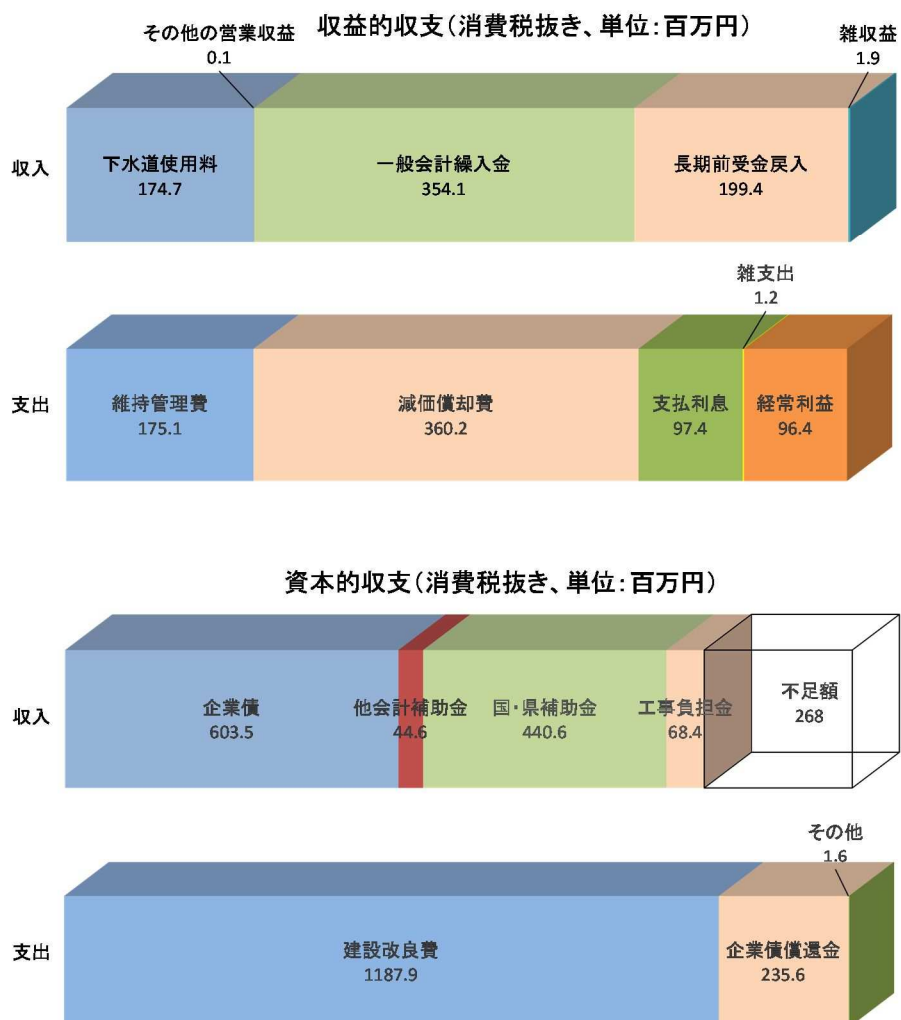 収益的収支(消費税抜き、単位:百万円)
その他の営業収益
0.1
雑収益
1.9
収入
下水道使用料
174.7
一般会計繰入金
354.1
長期前受金戻入
199.4
雑支出
1.2
支出
維持管理費
175.1
減価償却費
360.2
支払利息
97.4
経常利益
96.4
資本的収支(消費税抜き、単位:百万円)
収入
企業債
603.5
他会計補助金
44.6
国・県補助金
440.6
工事負担金
68.4
不足額
268
その他
1.6
支出
建設改良費
1187.9
企業債償還金
235.6